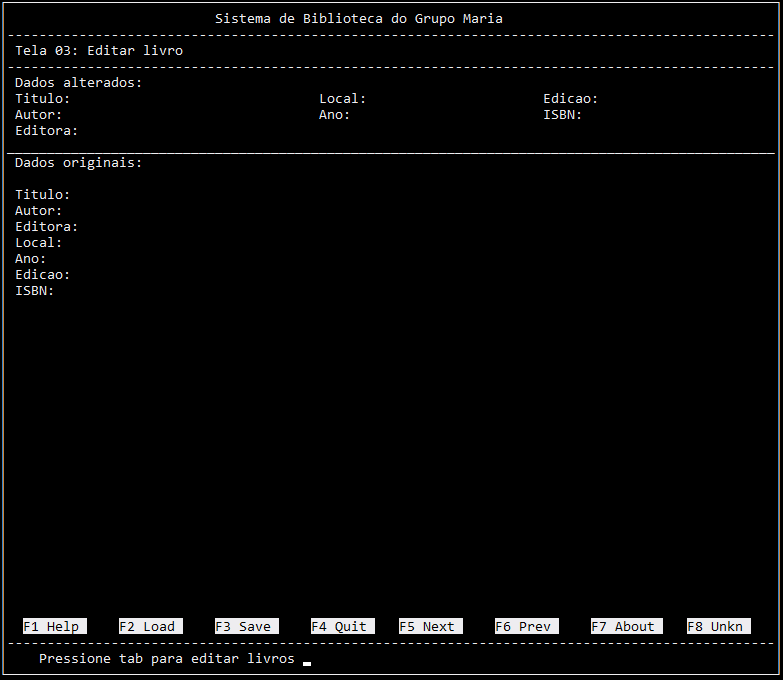 Sistema de Biblioteca do Grupo Maria
Tela 03: Editar livro
Dados alterados:
Titulo: Local: Edicao:
Autor: Ano: ISBN:
Editora:
Dados originais:
Titulo:
Autor:
Editora:
Local:
Ano:
Edicao:
ISBN:
F1 Help F2 Load F3 Save F4 Quit F5 Next F6 Prev F7 About F8 Unkn
Pressione tab para editar livros